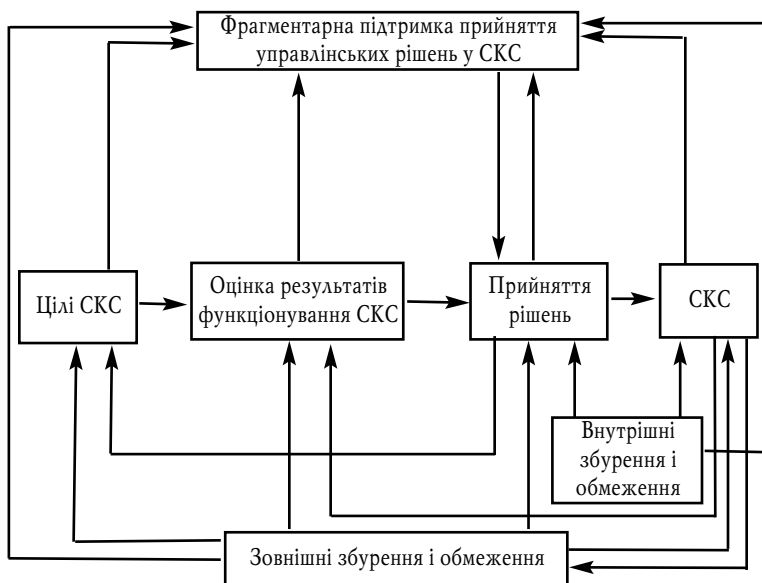 Фрагментарна підтримка прийняття
управлінських рішень у СКС
Цілі СКС
Оцінка результатів
функціонування СКС
Прийняття
рішень
СКС
Внутрішні
збурення і
обмеження
Зовнішні збурення і обмеження